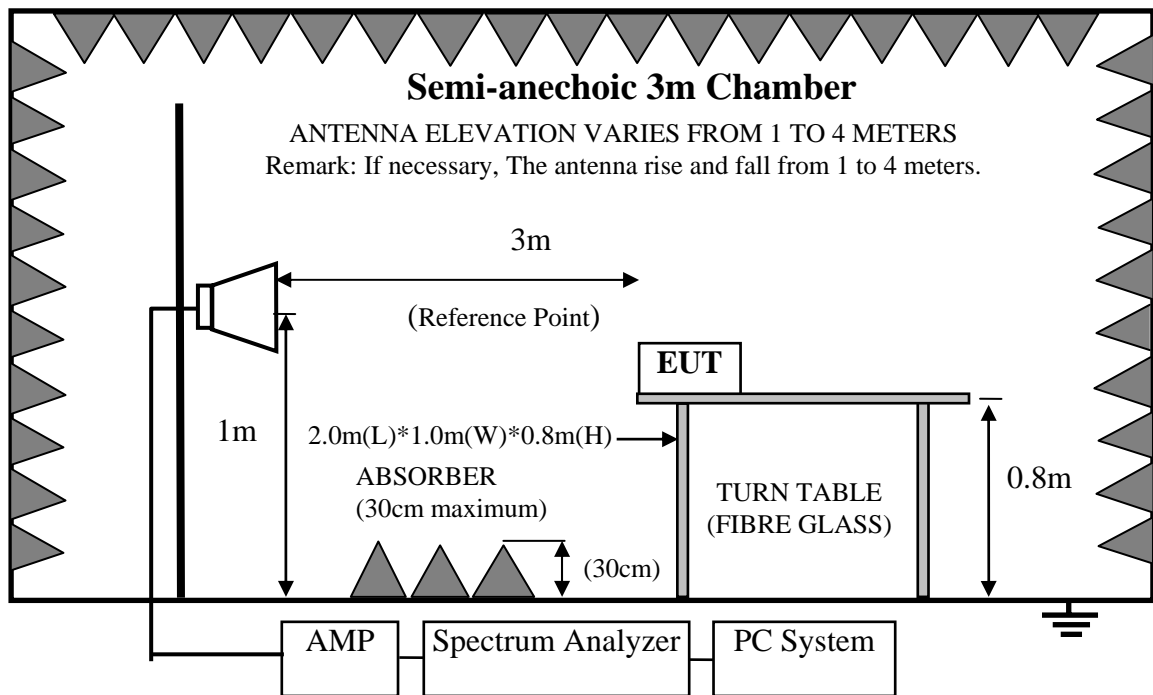 Semi-anechoic 3m Chamber
ANTENNA ELEVATION VARIES FROM 1 TO 4 METERS
Remark: If necessary, The antenna rise and fall from 1 to 4 meters.
3m
(Reference Point)
EUT
1m
2.0m(L)*1.0m(W)*0.8m(H)
ABSORBER
(30cm maximum)
(30cm)
TURN TABLE
(FIBRE GLASS)
0.8m
AMP
Spectrum Analyzer
PC System